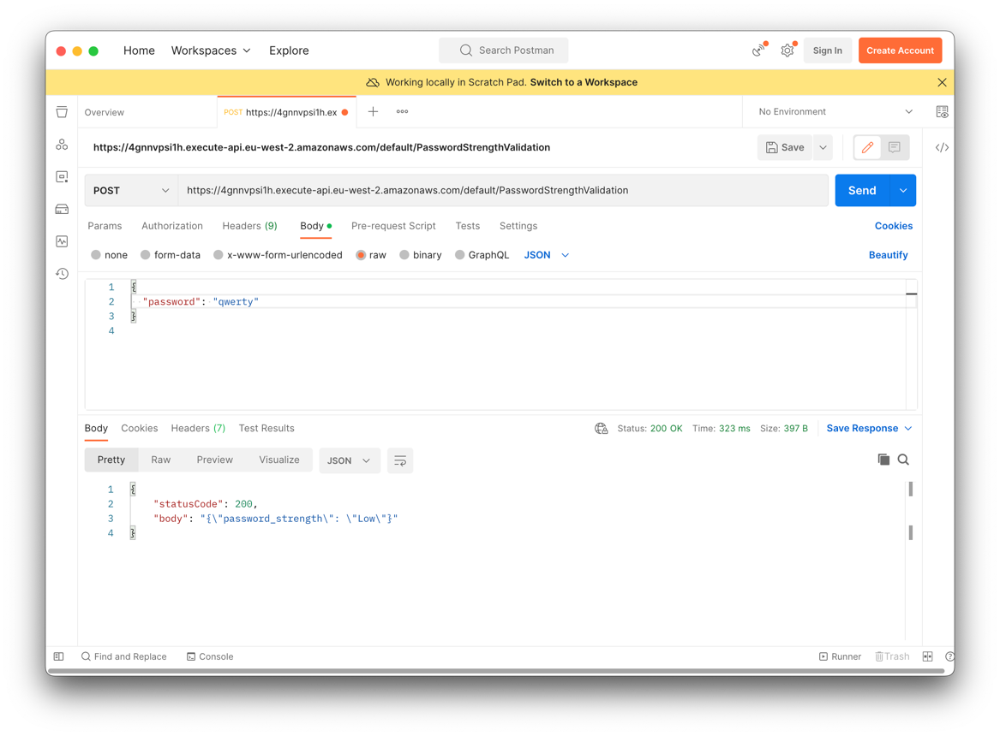 Home Workspaces Explore Search Postman Sign In Create Account
Working locally in Scratch Pad. Switch to a Workspace
Overview POST https://4gnnvpsi1h.ex No Environment
https://4gnnvpsi1h.execute-api.eu-west-2.amazonaws.com/default/PasswordStrengthValidation Save
POST https://4gnnvpsi1h.execute-api.eu-west-2.amazonaws.com/default/PasswordStrengthValidation Send
Params Authorization Headers (9) Body Pre-request Script Tests Settings Cookies
none form-data x-www-form-urlencoded raw binary GraphQL JSON Beautify
1 {
2 "password": "qwerty"
3 }
4
Body Cookies Headers (7) Test Results Status: 200 OK Time: 323 ms Size: 397 B Save Response
Pretty Raw Preview Visualize JSON
1 {
2 "statusCode": 200,
3 "body": "{\"password_strength\": \"Low\"}"
4 }
Find and Replace Console Runner Trash